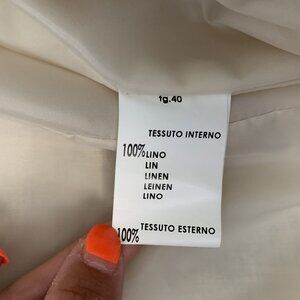 tg.40
TESSUTO INTERNO
100% LINO
LIN
LINEN
LEINEN
LINO
TESSUTO ESTERNO
100%